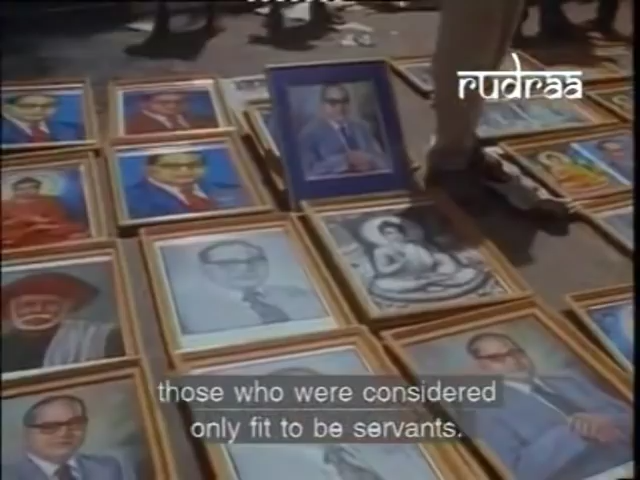 rudraa
those who were considered
only fit to be servants.